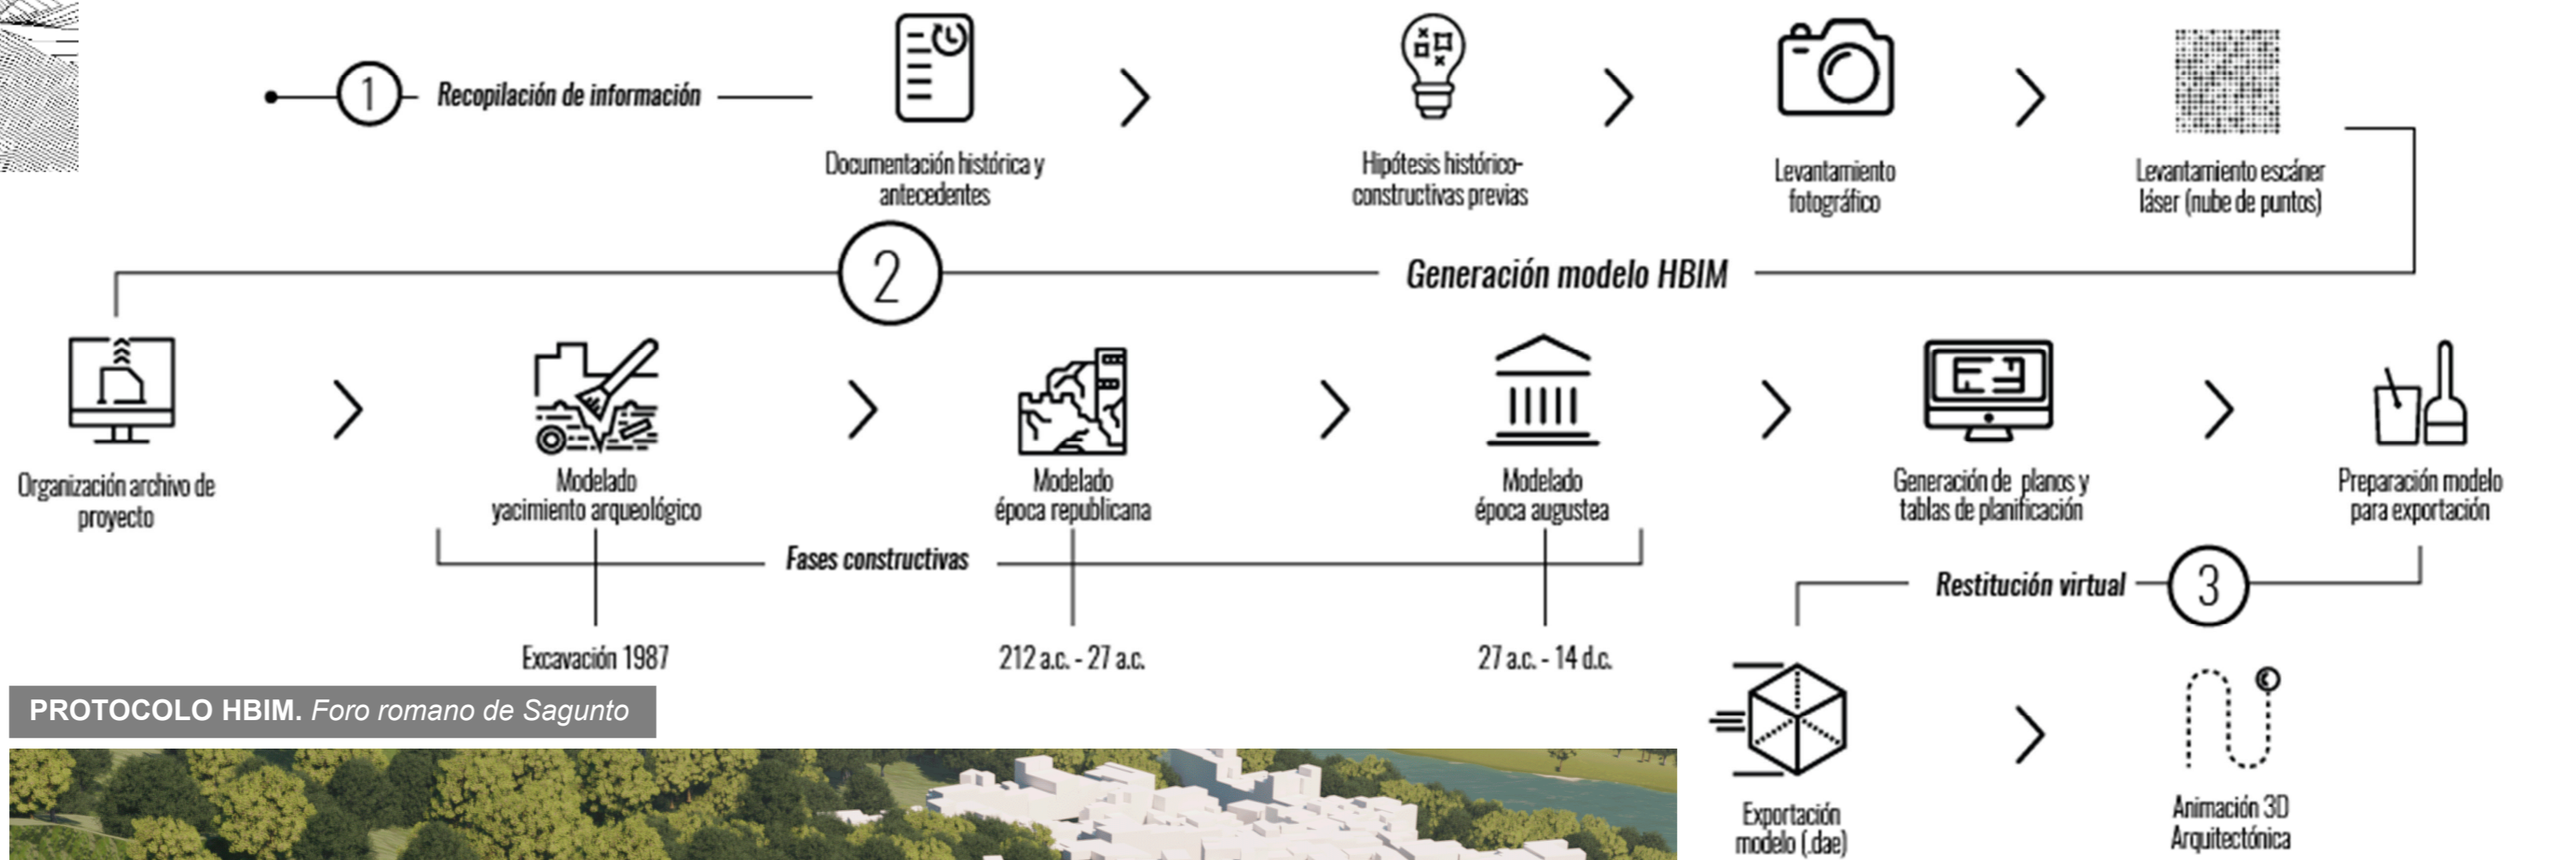 1
Recopilación de información
Documentación histórica y
antecedentes
Hipótesis histórico-
constructivas previas
Levantamiento
fotográfico
Levantamiento escáner
láser (nube de puntos)
2
Generación modelo HBIM
Organización archivo de
proyecto
Modelado
yacimiento arqueológico
Modelado
época republicana
Modelado
época augustea
Generación de planos y
tablas de planificación
Preparación modelo
para exportación
Fases constructivas
Excavación 1987
212 a.c. - 27 a.c.
27 a.c. - 14 d.c.
Restitución virtual
3
Exportación
modelo (.dae)
Animación 3D
Arquitectónica
PROTOCOLO HBIM. Foro romano de Sagunto